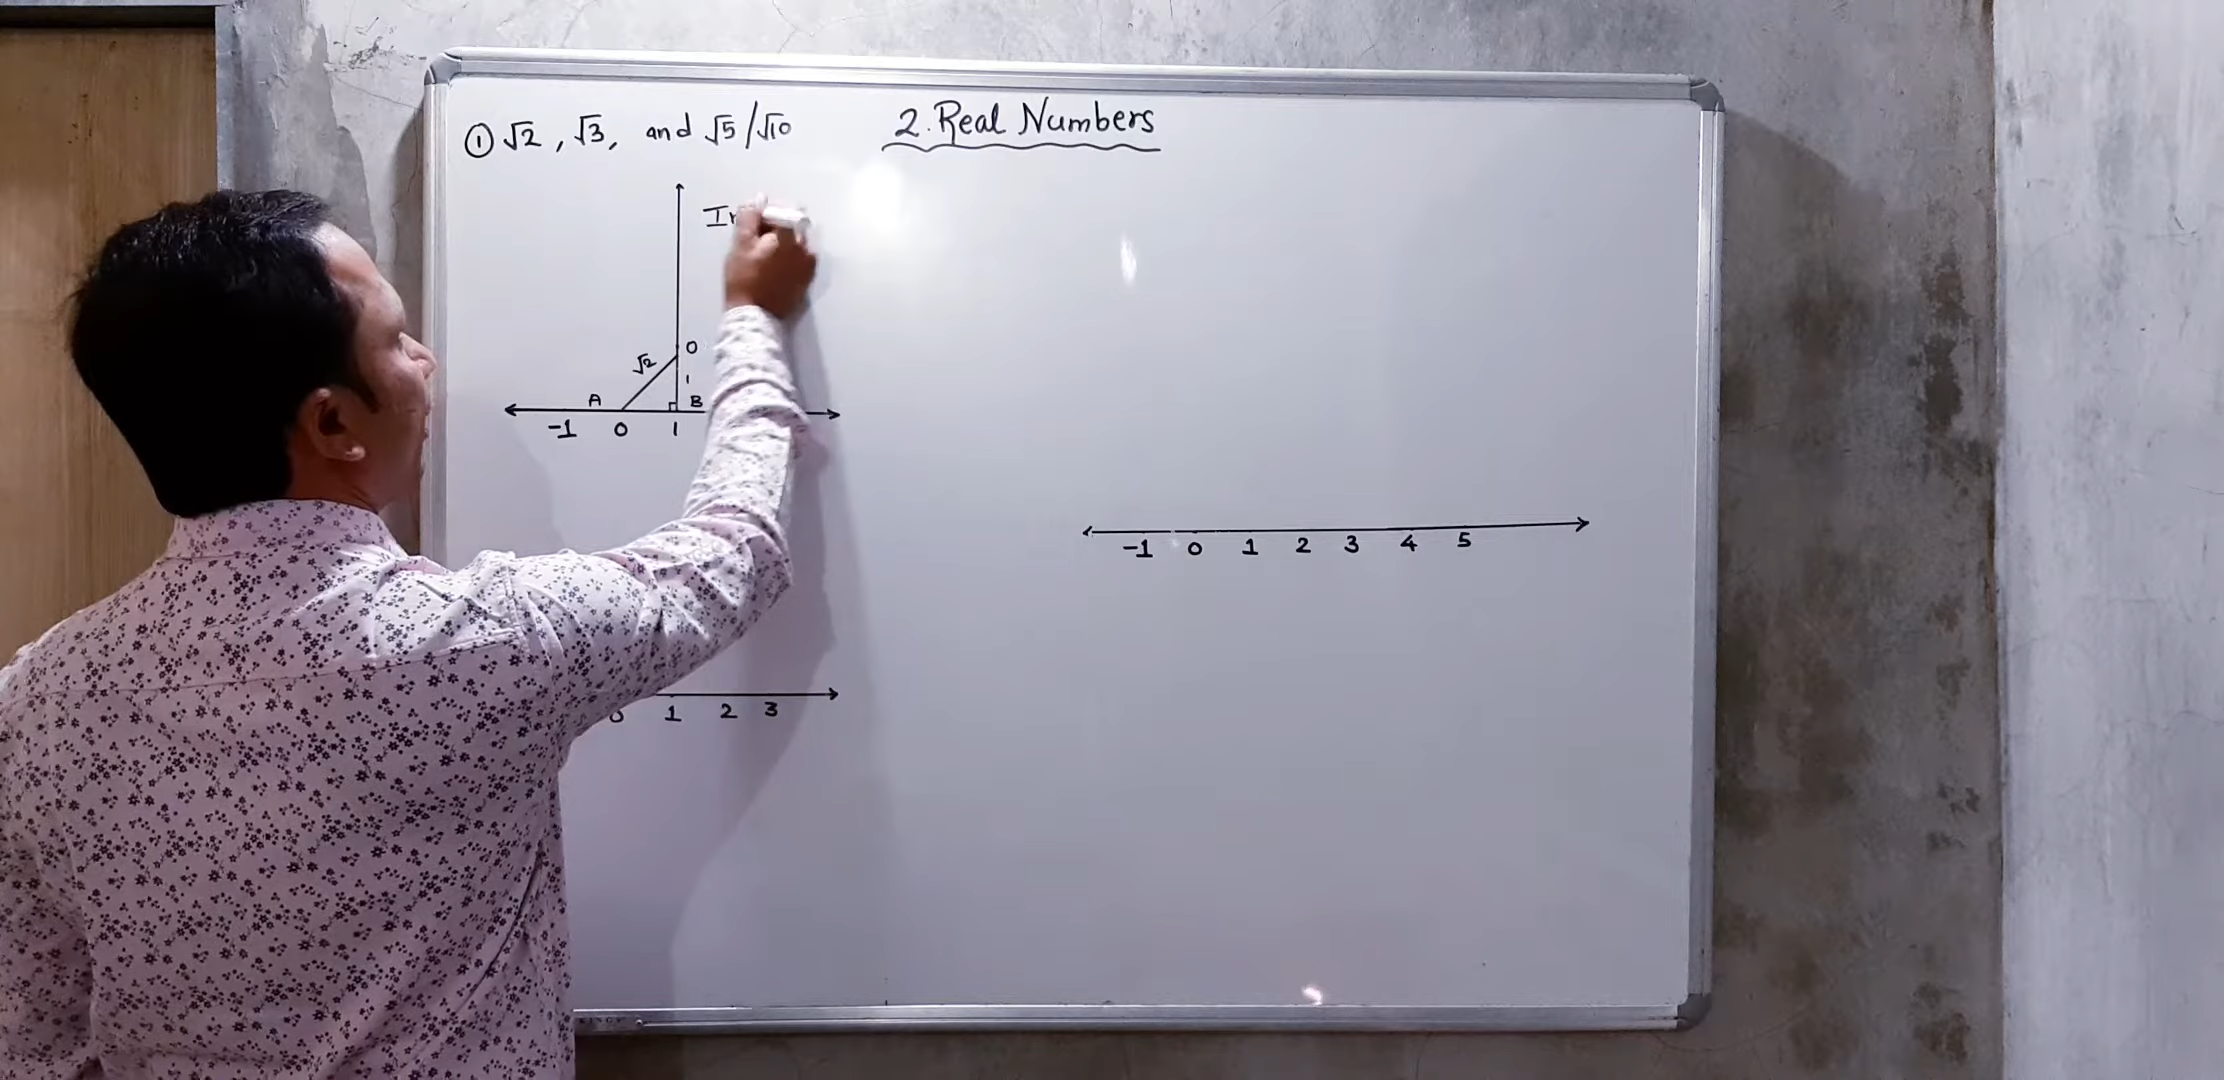 ① √2 , √3, and √5/√10
2. Real Numbers
√2
O
1
A
B
-1 0 1
-1 0 1 2 3 4 5
0 1 2 3